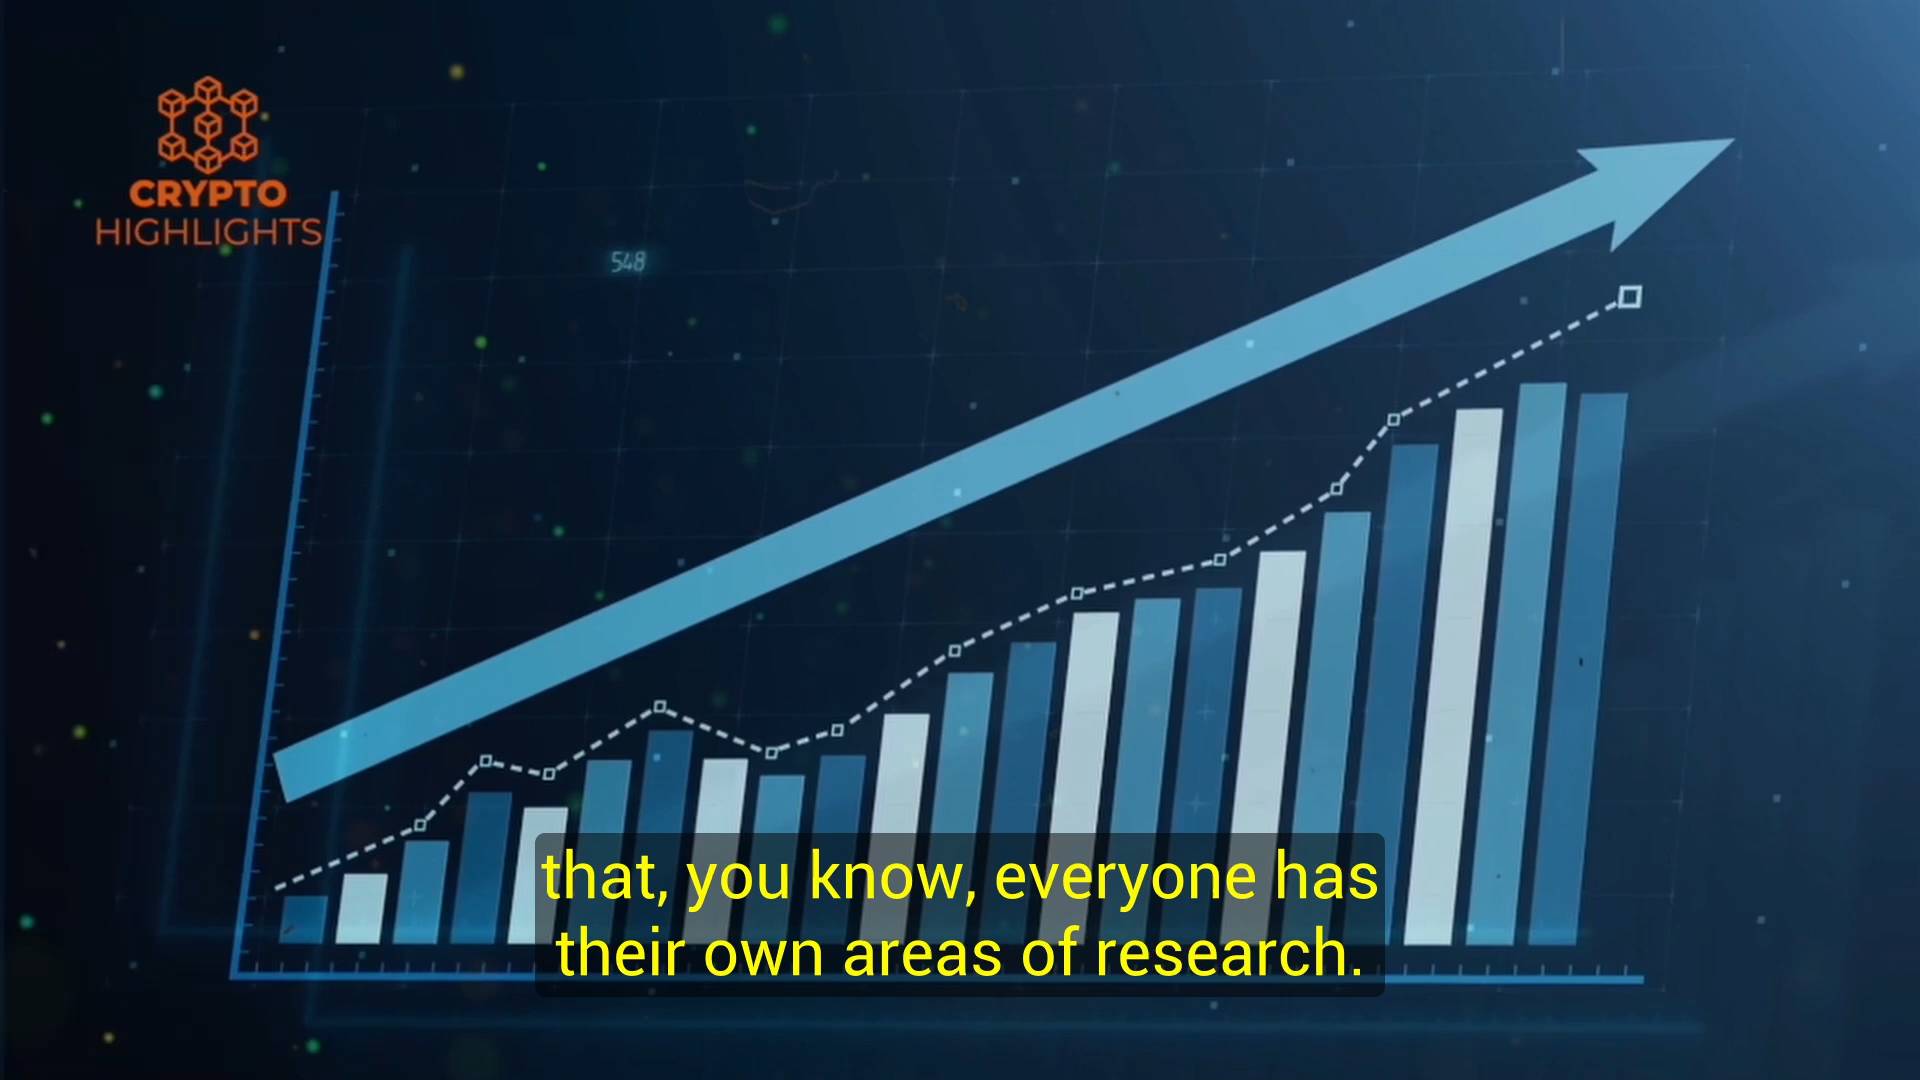 CRYPTO
HIGHLIGHTS
548
that, you know, everyone has
their own areas of research.